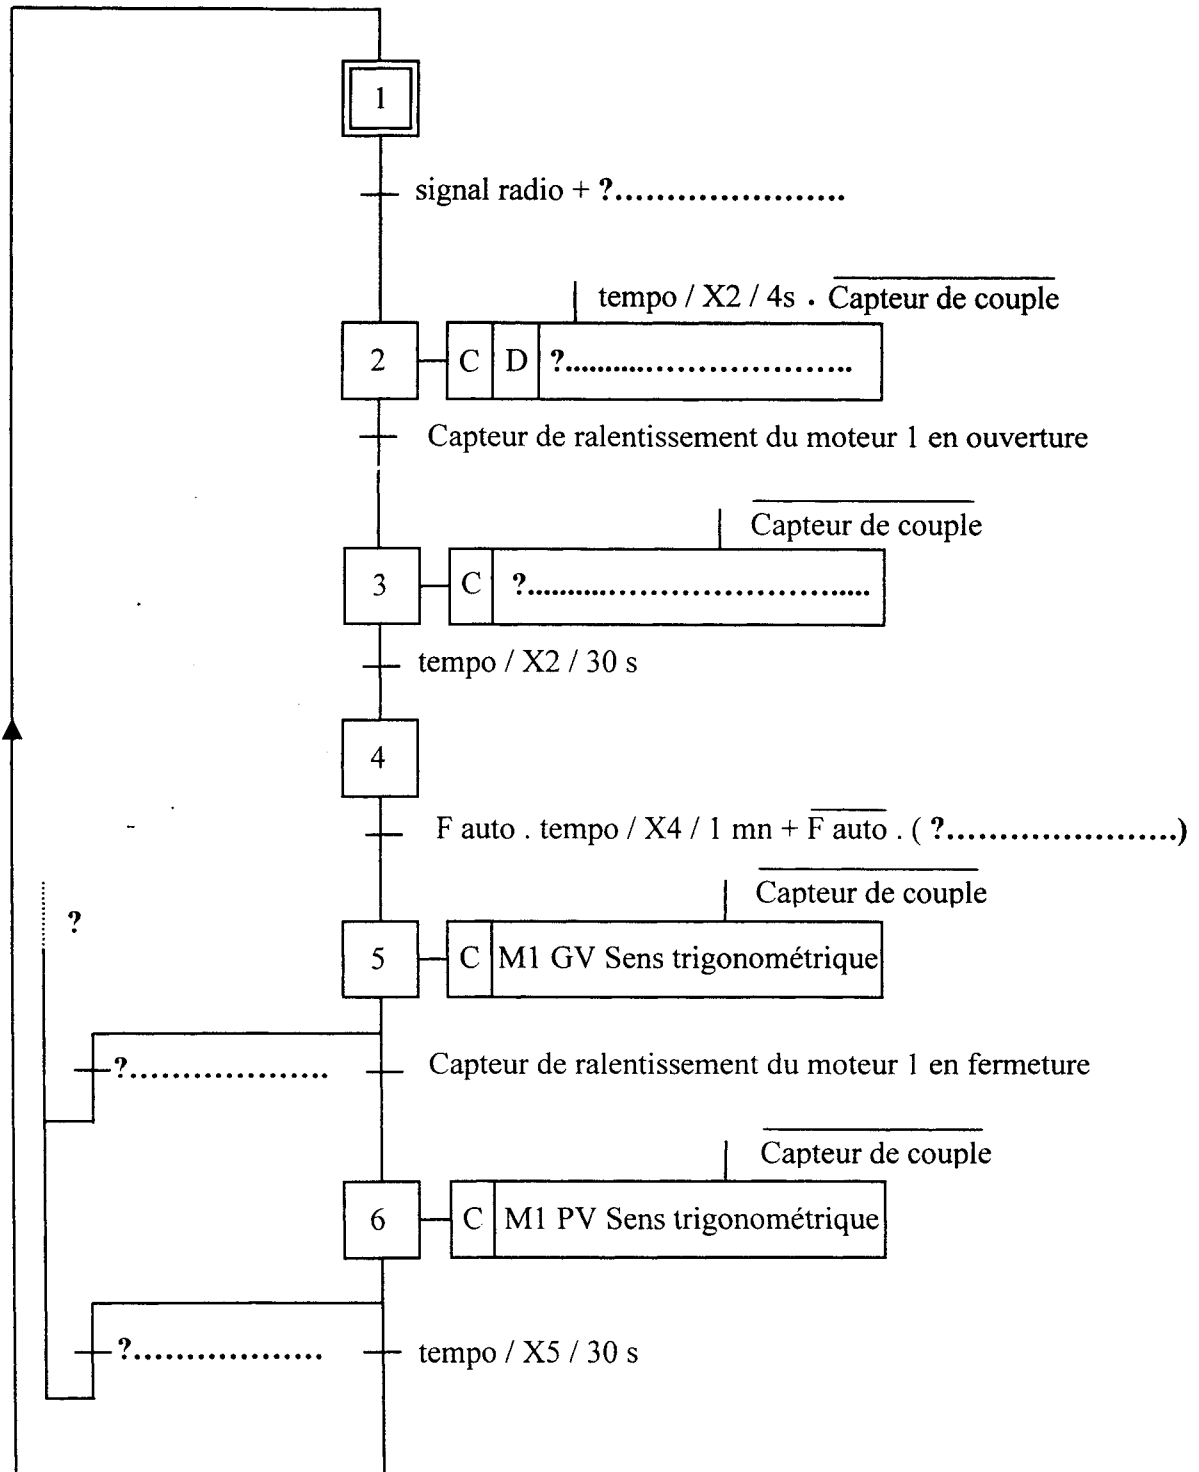 1
signal radio + ?......................
tempo / X2 / 4s . Capteur de couple
2 C D ?.................................
Capteur de ralentissement du moteur 1 en ouverture
Capteur de couple
3 C ?.......................................
tempo / X2 / 30 s
4
F auto . tempo / X4 / 1 mn + F auto . ( ?......................)
Capteur de couple
?
5 C M1 GV Sens trigonométrique
?................... Capteur de ralentissement du moteur 1 en fermeture
Capteur de couple
6 C M1 PV Sens trigonométrique
?.................. tempo / X5 / 30 s